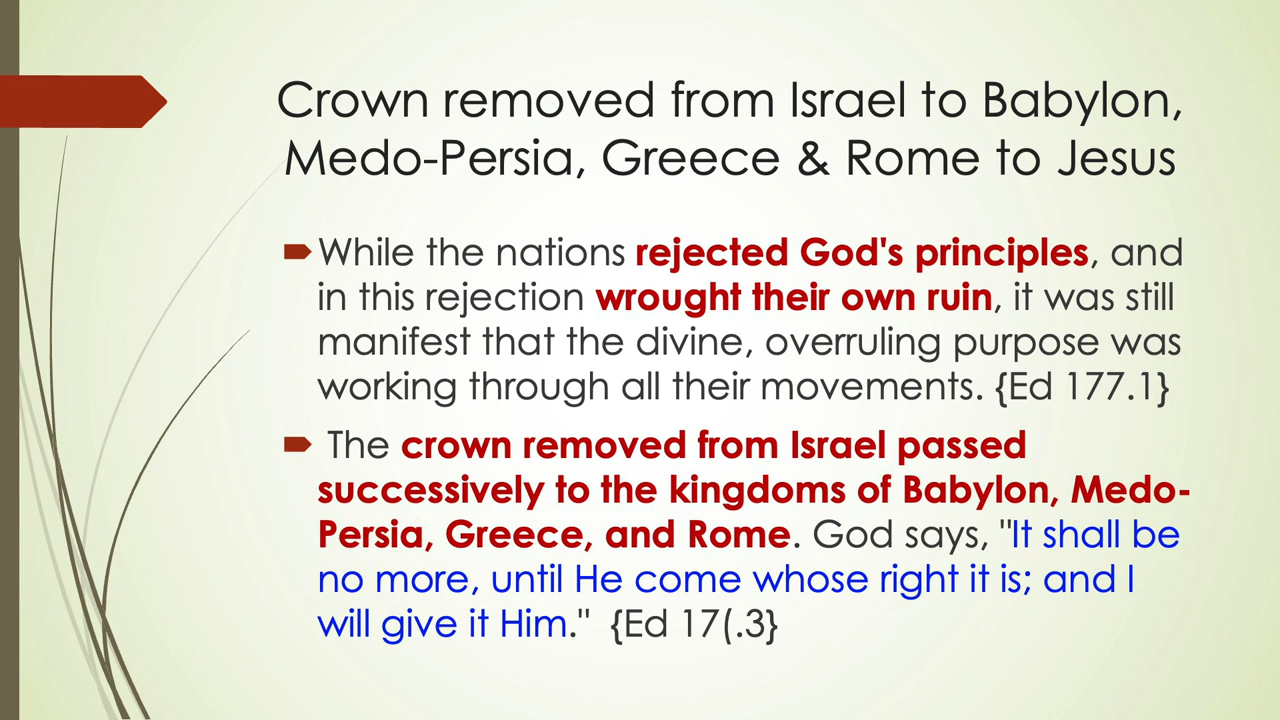 Crown removed from Israel to Babylon,
Medo-Persia, Greece & Rome to Jesus
While the nations rejected God's principles, and
in this rejection wrought their own ruin, it was still
manifest that the divine, overruling purpose was
working through all their movements. {Ed 177.1}
The crown removed from Israel passed
successively to the kingdoms of Babylon, Medo-
Persia, Greece, and Rome. God says, "It shall be
no more, until He come whose right it is; and I
will give it Him." {Ed 17(.3}